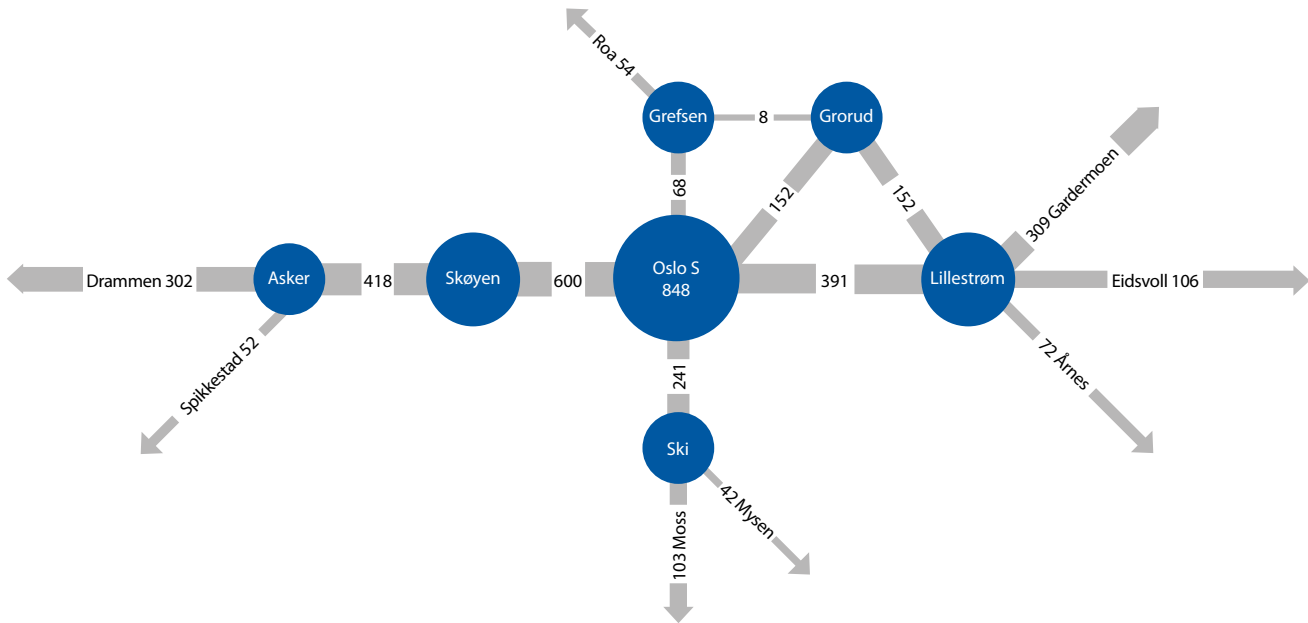 Roa 54
Grefsen
8
Grorud
68
152
152
309 Gardermoen
Drammen 302
Asker
418
Skøyen
600
Oslo S
848
391
Lillestrøm
Eidsvoll 106
Spikkestad 52
241
72 Årnes
Ski
42 Mysen
103 Moss